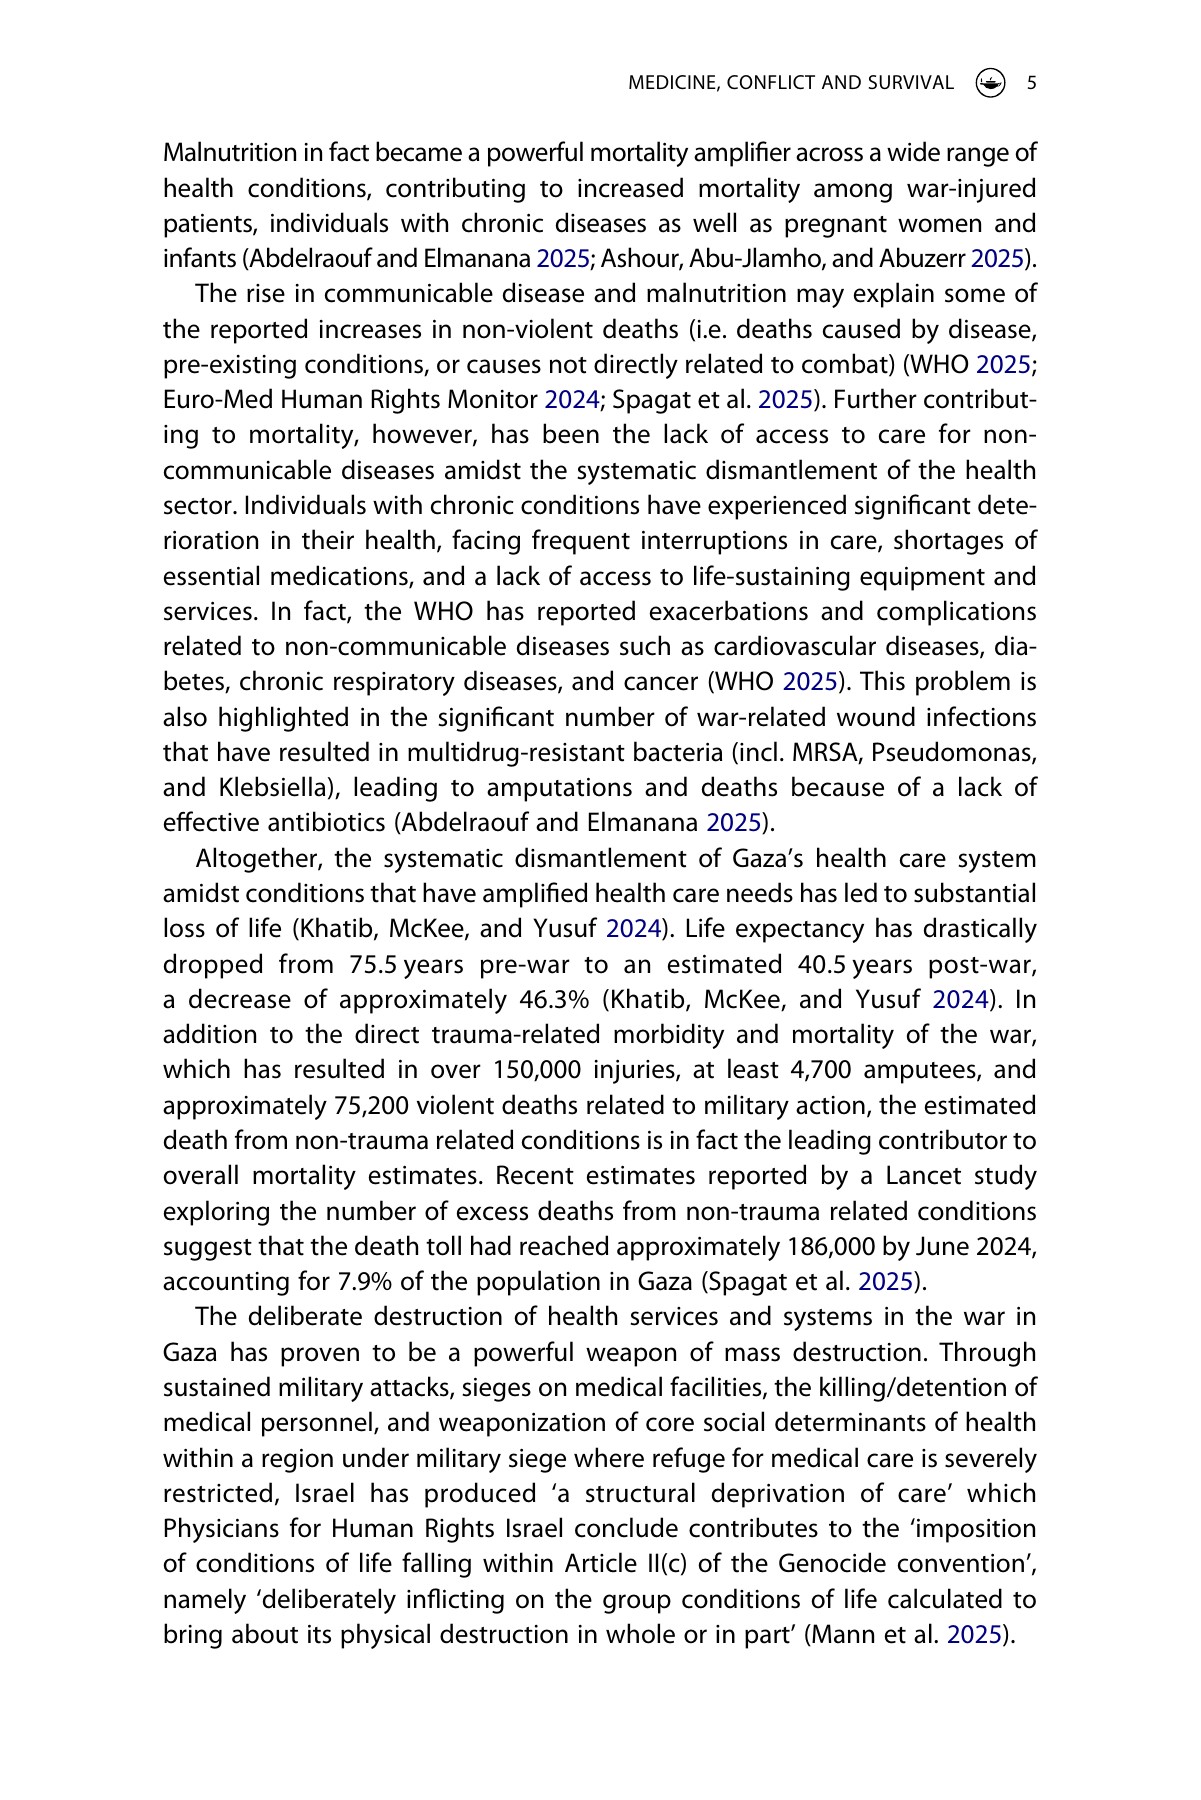 MEDICINE, CONFLICT AND SURVIVAL 5
Malnutrition in fact became a powerful mortality amplifier across a wide range of
health conditions, contributing to increased mortality among war-injured
patients, individuals with chronic diseases as well as pregnant women and
infants (Abdelraouf and Elmanana 2025; Ashour, Abu-Jlamho, and Abuzerr 2025).
The rise in communicable disease and malnutrition may explain some of
the reported increases in non-violent deaths (i.e. deaths caused by disease,
pre-existing conditions, or causes not directly related to combat) (WHO 2025;
Euro-Med Human Rights Monitor 2024; Spagat et al. 2025). Further contribut-
ing to mortality, however, has been the lack of access to care for non-
communicable diseases amidst the systematic dismantlement of the health
sector. Individuals with chronic conditions have experienced significant dete-
rioration in their health, facing frequent interruptions in care, shortages of
essential medications, and a lack of access to life-sustaining equipment and
services. In fact, the WHO has reported exacerbations and complications
related to non-communicable diseases such as cardiovascular diseases, dia-
betes, chronic respiratory diseases, and cancer (WHO 2025). This problem is
also highlighted in the significant number of war-related wound infections
that have resulted in multidrug-resistant bacteria (incl. MRSA, Pseudomonas,
and Klebsiella), leading to amputations and deaths because of a lack of
effective antibiotics (Abdelraouf and Elmanana 2025).
Altogether, the systematic dismantlement of Gaza’s health care system
amidst conditions that have amplified health care needs has led to substantial
loss of life (Khatib, McKee, and Yusuf 2024). Life expectancy has drastically
dropped from 75.5 years pre-war to an estimated 40.5 years post-war,
a decrease of approximately 46.3% (Khatib, McKee, and Yusuf 2024). In
addition to the direct trauma-related morbidity and mortality of the war,
which has resulted in over 150,000 injuries, at least 4,700 amputees, and
approximately 75,200 violent deaths related to military action, the estimated
death from non-trauma related conditions is in fact the leading contributor to
overall mortality estimates. Recent estimates reported by a Lancet study
exploring the number of excess deaths from non-trauma related conditions
suggest that the death toll had reached approximately 186,000 by June 2024,
accounting for 7.9% of the population in Gaza (Spagat et al. 2025).
The deliberate destruction of health services and systems in the war in
Gaza has proven to be a powerful weapon of mass destruction. Through
sustained military attacks, sieges on medical facilities, the killing/detention of
medical personnel, and weaponization of core social determinants of health
within a region under military siege where refuge for medical care is severely
restricted, Israel has produced ‘a structural deprivation of care’ which
Physicians for Human Rights Israel conclude contributes to the ‘imposition
of conditions of life falling within Article II(c) of the Genocide convention’,
namely ‘deliberately inflicting on the group conditions of life calculated to
bring about its physical destruction in whole or in part’ (Mann et al. 2025).